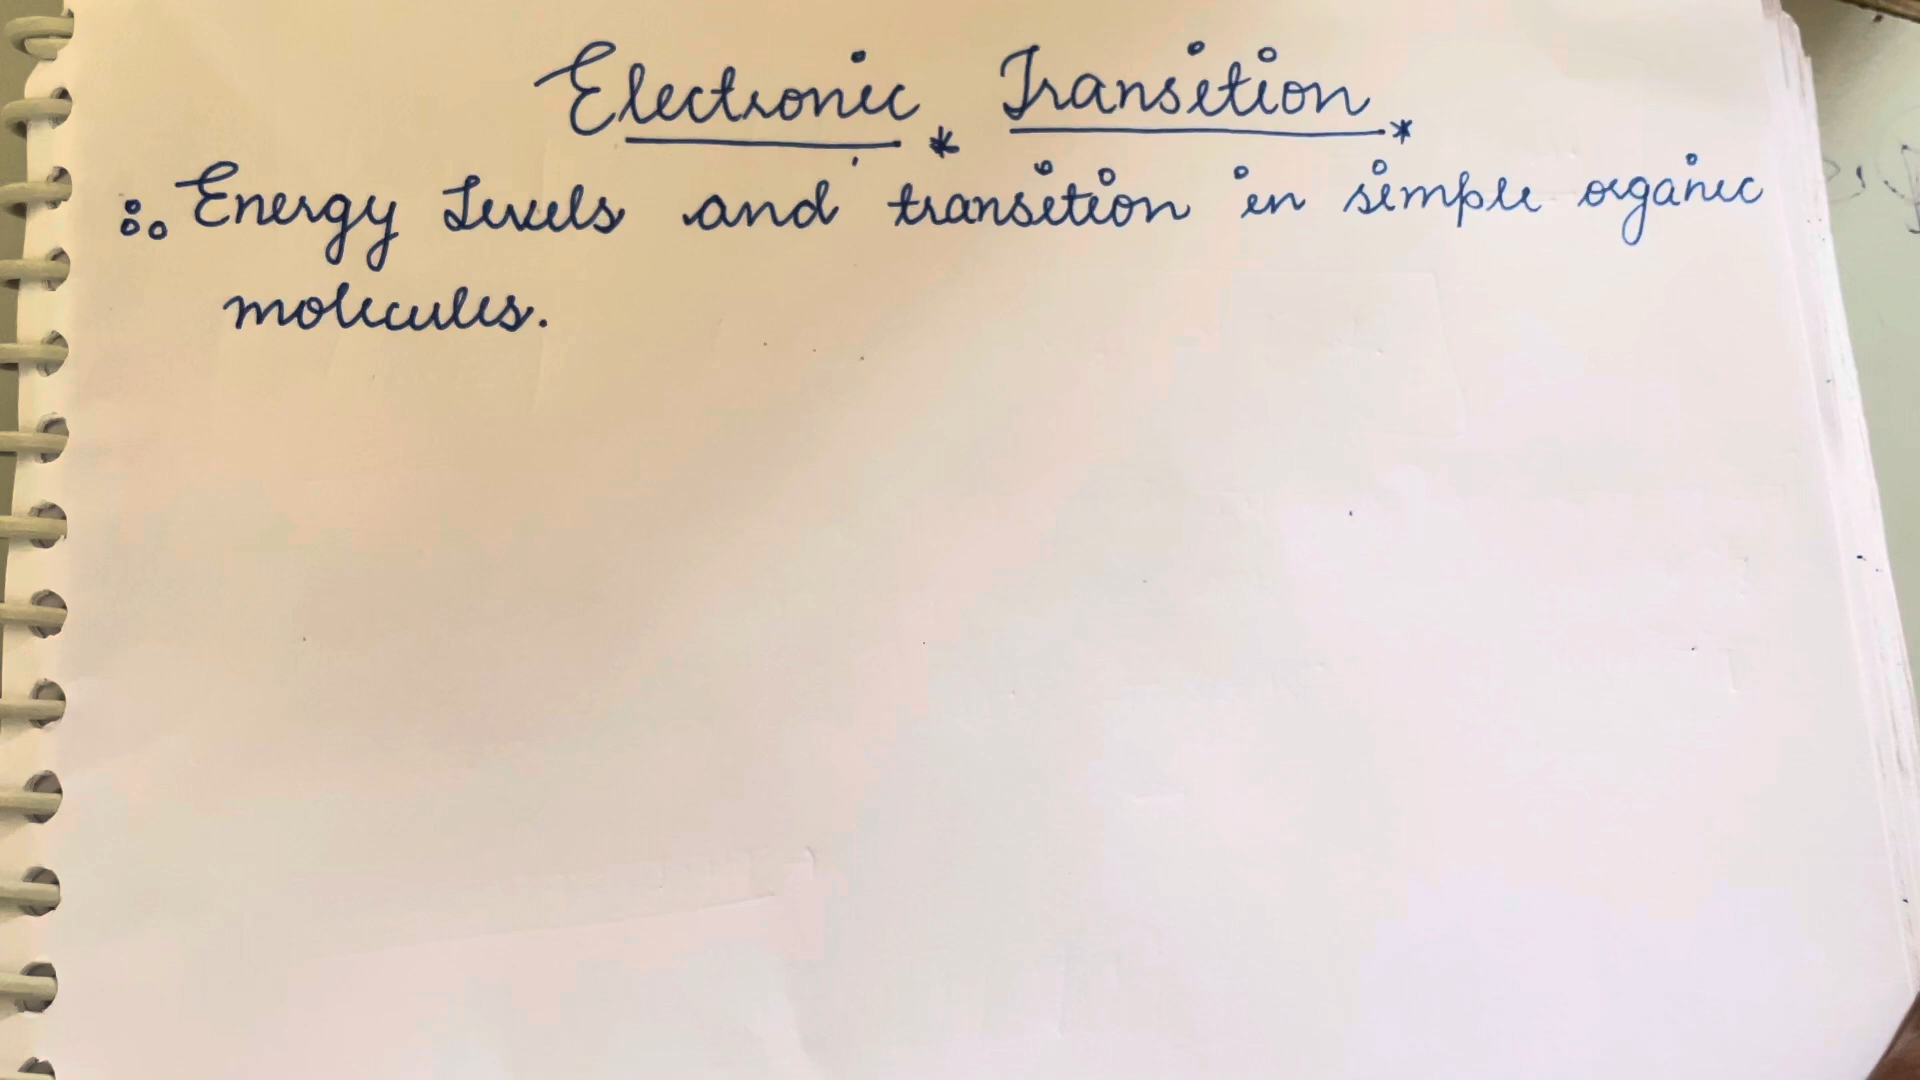 Electronic Transition
Energy Levels and transition in simple organic
molecules.